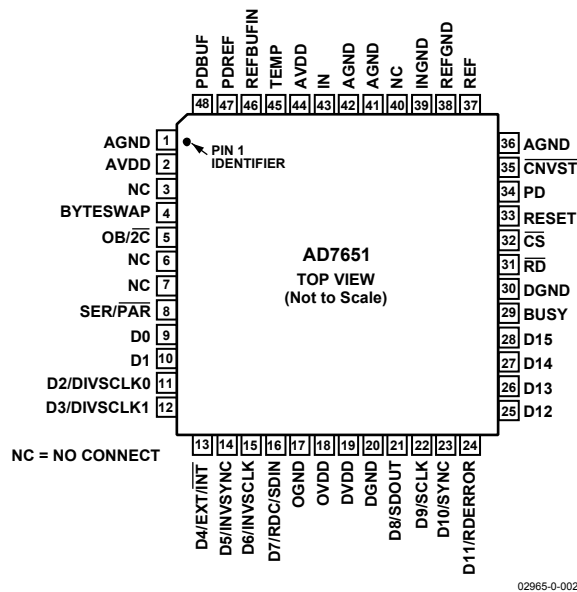 PDBUF
PDREF
REFBUFIN
TEMP
AVDD
IN
AGND
AGND
NC
INGND
REFGND
REF
48 47 46 45 44 43 42 41 40 39 38 37
AGND 1
AVDD 2
NC 3
BYTESWAP 4
OB/2C 5
NC 6
NC 7
SER/PAR 8
D0 9
D1 10
D2/DIVSCLK0 11
D3/DIVSCLK1 12
PIN 1
IDENTIFIER
AD7651
TOP VIEW
(Not to Scale)
36 AGND
35 CNVST
34 PD
33 RESET
32 CS
31 RD
30 DGND
29 BUSY
28 D15
27 D14
26 D13
25 D12
NC = NO CONNECT
13 14 15 16 17 18 19 20 21 22 23 24
D4/EXT/INT
D5/INVSYNC
D6/INVSCLK
D7/RDC/SDIN
OGND
OVDD
DVDD
DGND
D8/SDOUT
D9/SCLK
D10/SYNC
D11/RDERROR
02965-0-002